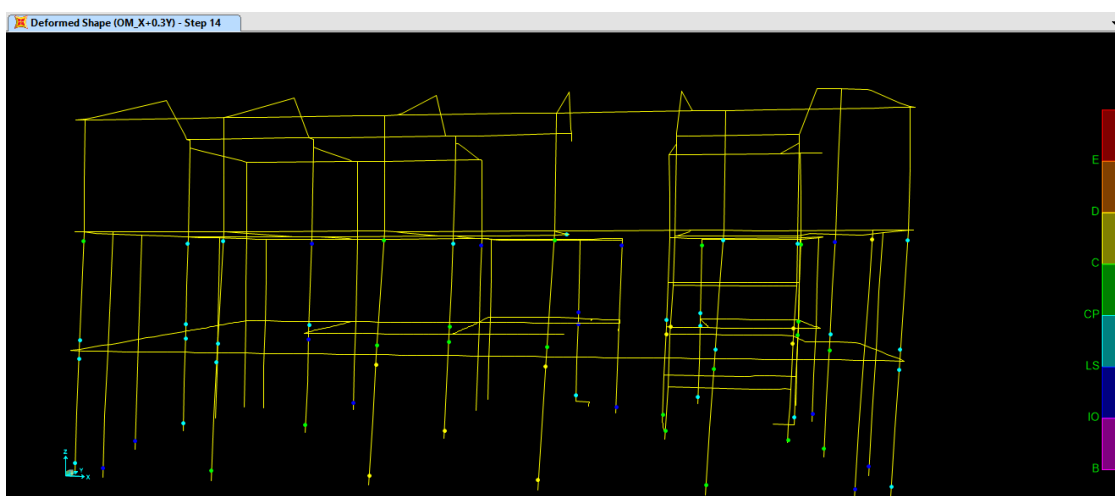 Deformed Shape (OM_X+0.3Y) - Step 14
E
D
C
CP
LS
IO
B
Z
Y
X